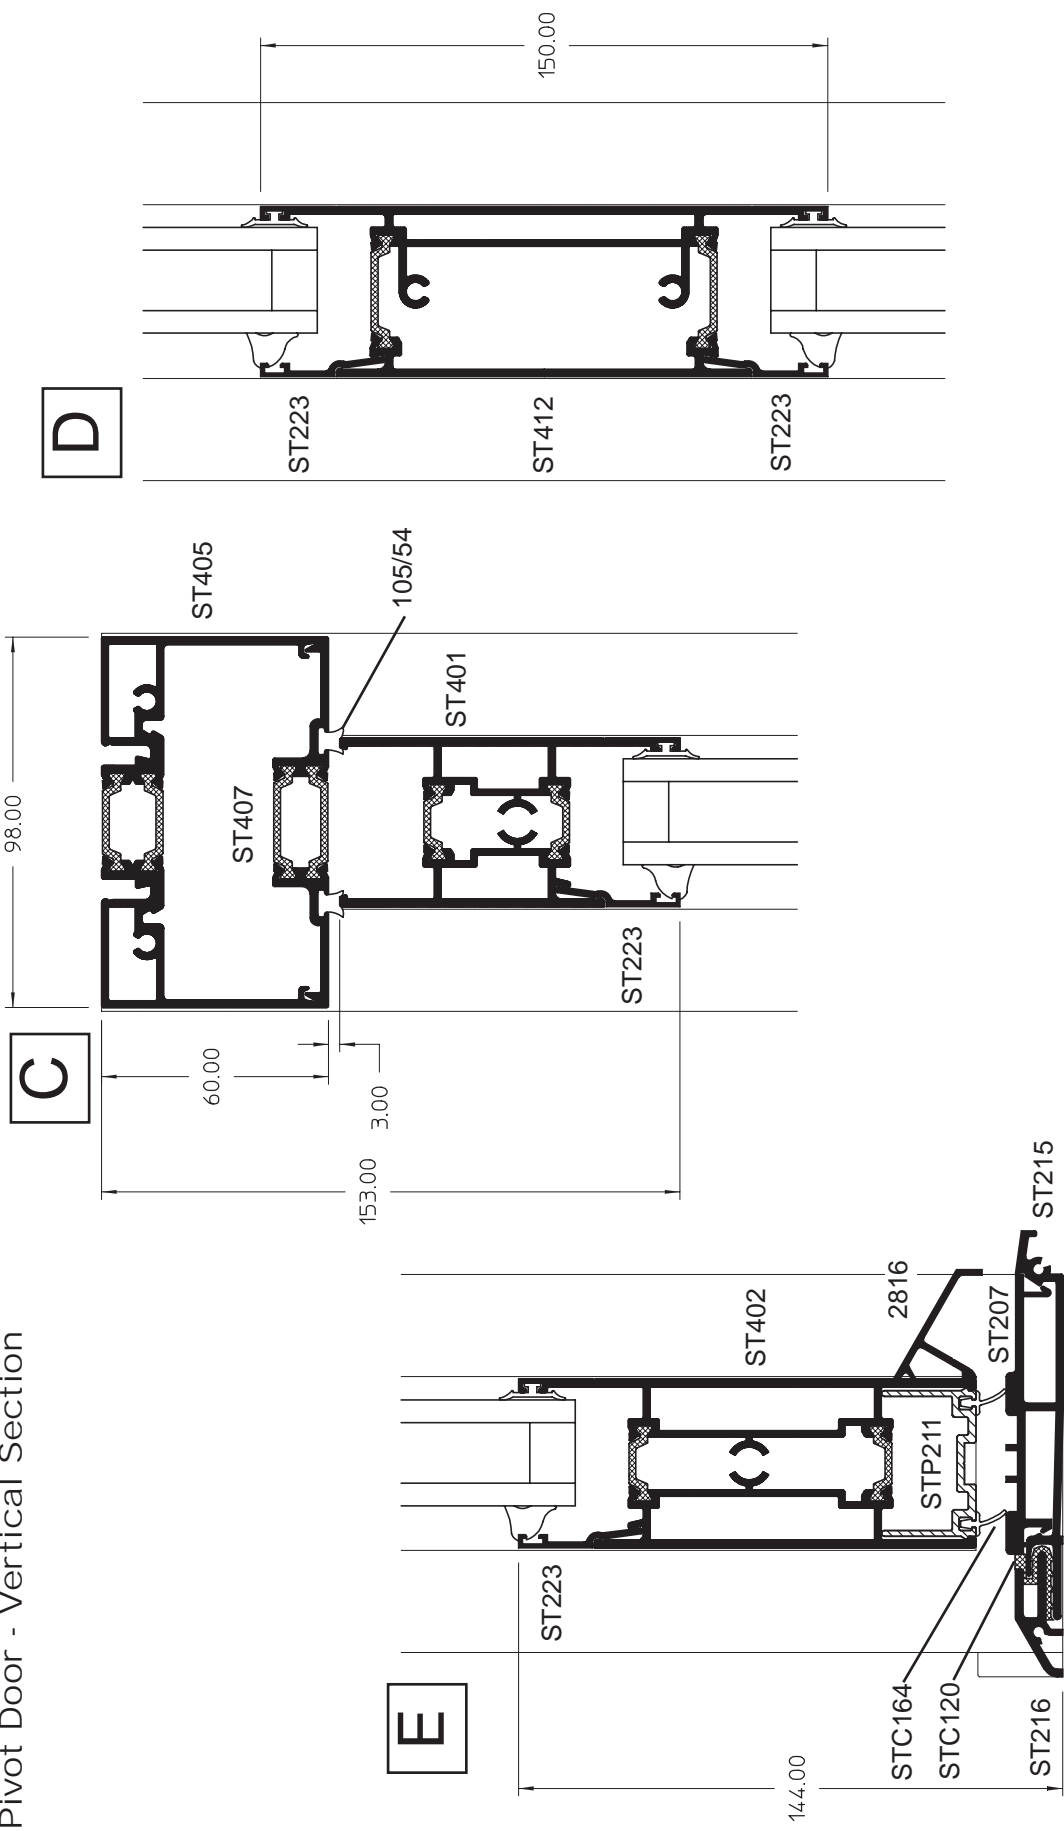 Pivot Door - Vertical Section
C
98.00
60.00
3.00
153.00
ST405
ST407
105/54
ST401
ST223
D
150.00
ST223
ST412
ST223
E
144.00
ST223
ST402
2816
STP211
ST207
ST215
STC164
STC120
ST216